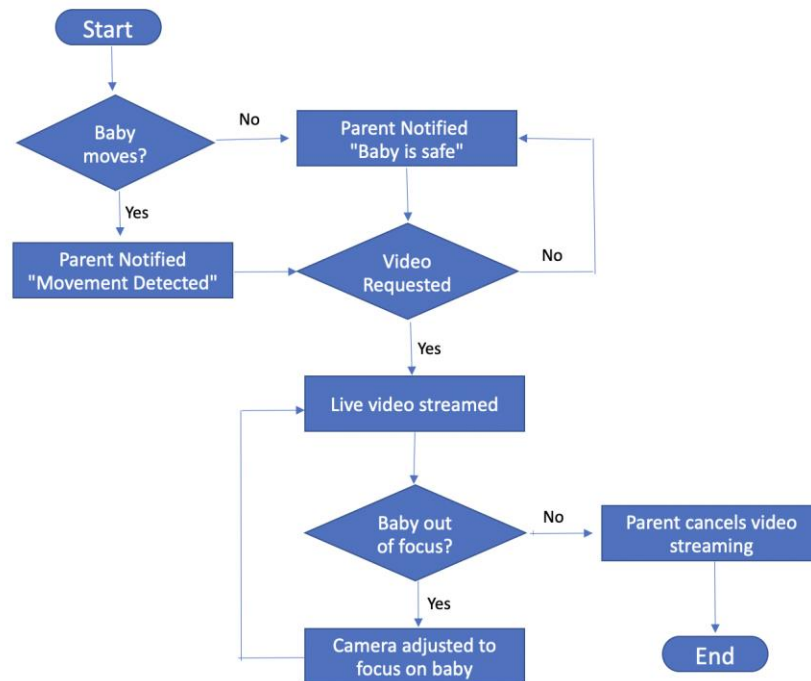 Start
Baby
moves?
No
Parent Notified
"Baby is safe"
Yes
Parent Notified
"Movement Detected"
Video
Requested
No
Yes
Live video streamed
Baby out
of focus?
No
Parent cancels video
streaming
Yes
Camera adjusted to
focus on baby
End